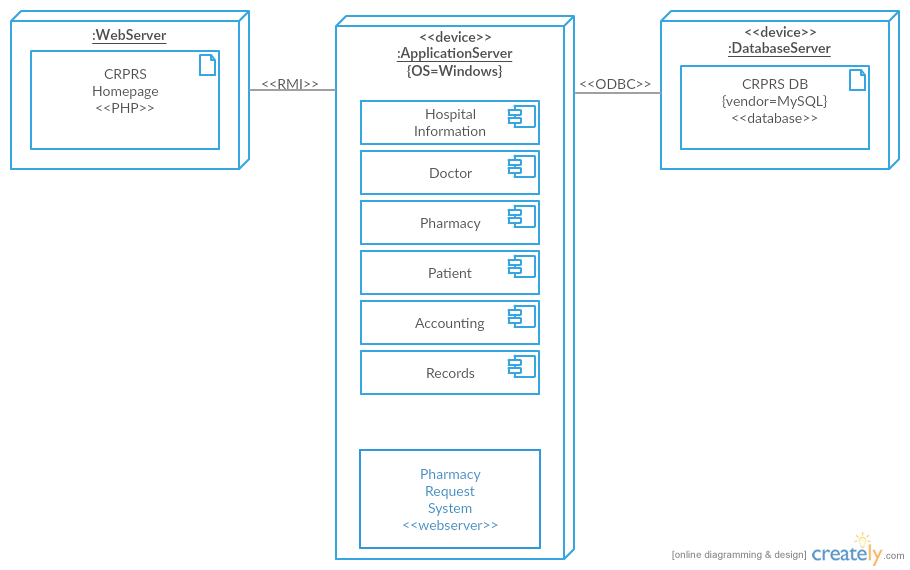 :WebServer
CRPRS
Homepage
<<PHP>>
<<RMI>>
<<device>>
:ApplicationServer
{OS=Windows}
Hospital
Information
Doctor
Pharmacy
Patient
Accounting
Records
Pharmacy
Request
System
<<webserver>>
<<ODBC>>
<<device>>
:DatabaseServer
CRPRS DB
{vendor=MySQL}
<<database>>
[online diagramming & design] creately.com